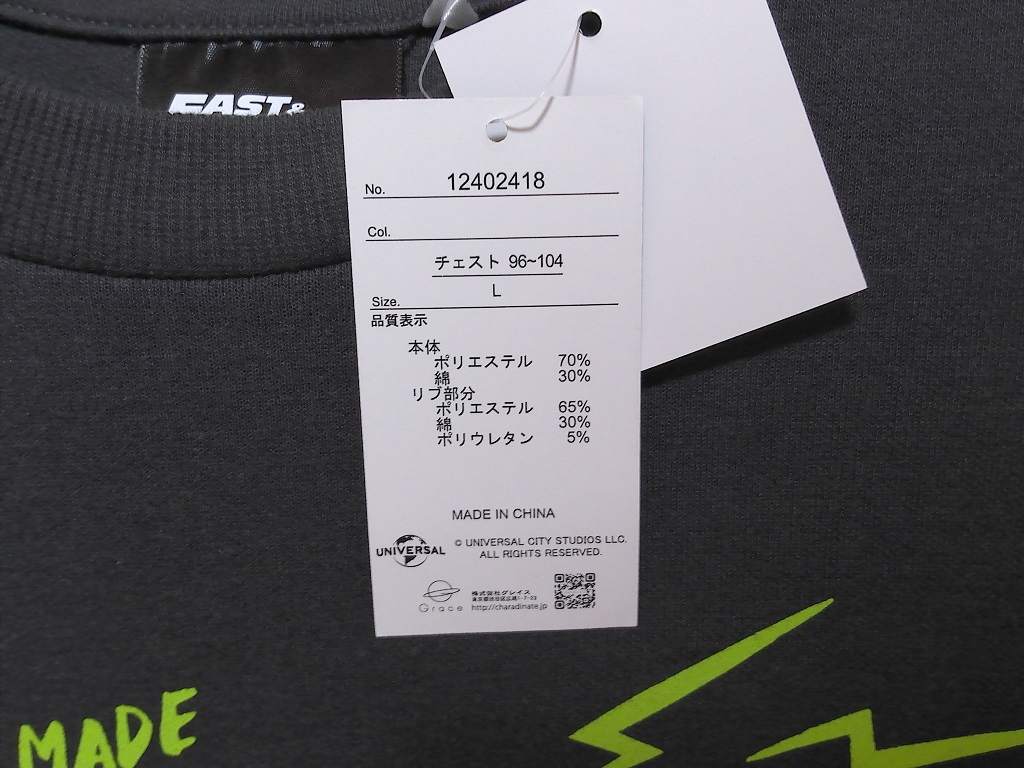 FAST &
No. 12402418
Col.
チェスト 96~104
Size. L
品質表示
本体
ポリエステル 70%
綿 30%
リブ部分
ポリエステル 65%
綿 30%
ポリウレタン 5%
MADE IN CHINA
UNIVERSAL
© UNIVERSAL CITY STUDIOS LLC.
ALL RIGHTS RESERVED.
Grace
株式会社グレイス
http://charadinate.jp
MADE